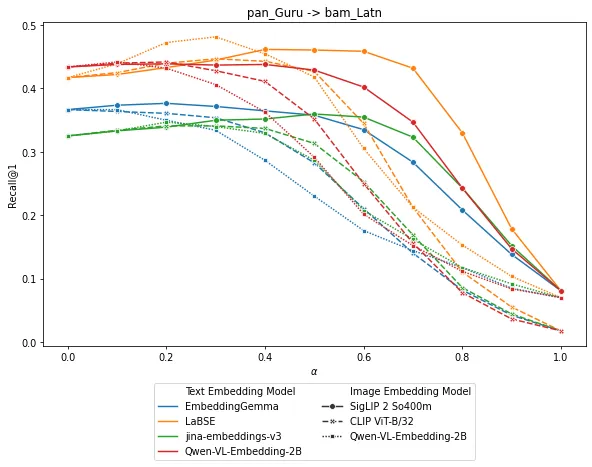 pan_Guru -> bam_Latn
0.5
0.4
0.3
0.2
0.1
0.0
Recall@1
0.0 0.2 0.4 0.6 0.8 1.0
α
Text Embedding Model Image Embedding Model
EmbeddingGemma SigLIP 2 So400m
LaBSE CLIP ViT-B/32
jina-embeddings-v3 Qwen-VL-Embedding-2B
Qwen-VL-Embedding-2B